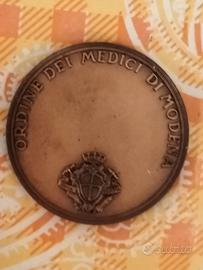 ORDINE DEI MEDICI DI MODENA